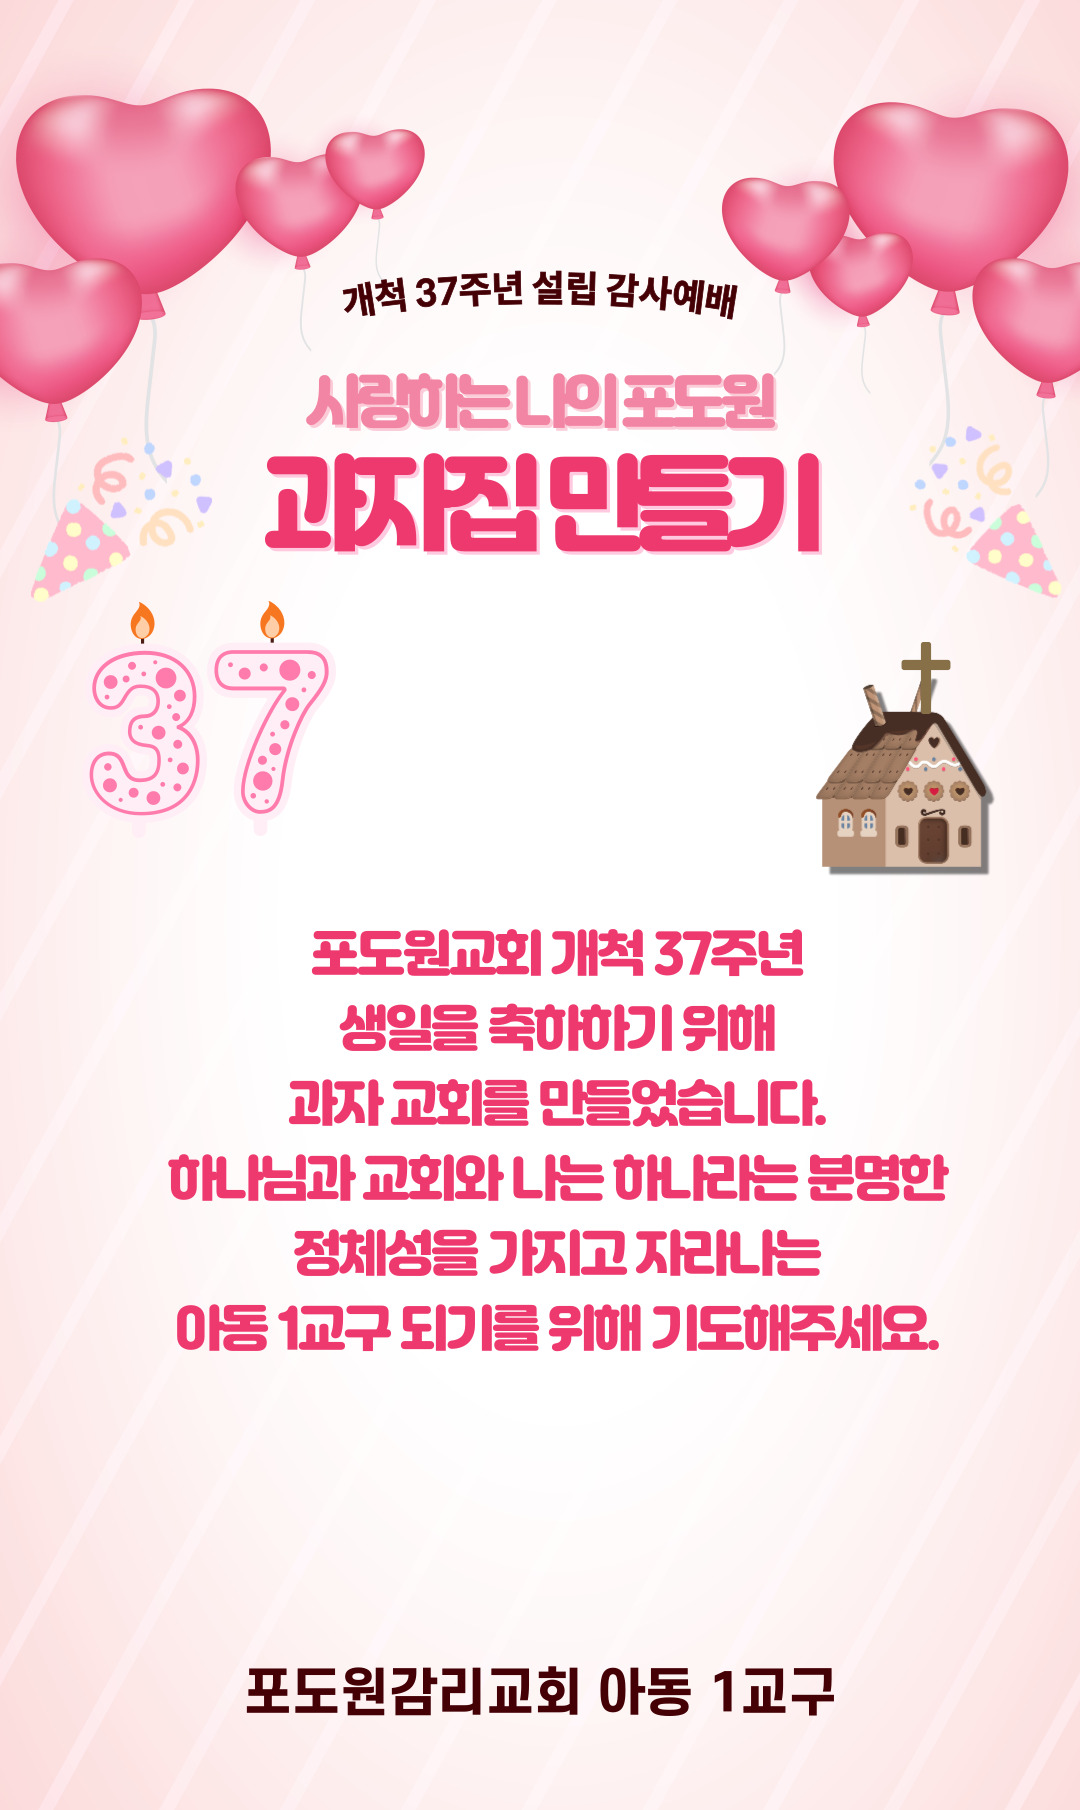 개척 37주년 설립 감사예배
사랑하는 나의 포도원
과자집 만들기
37
포도원교회 개척 37주년
생일을 축하하기 위해
과자 교회를 만들었습니다.
하나님과 교회와 나는 하나라는 분명한
정체성을 가지고 자라나는
아동 1교구 되기를 위해 기도해주세요.
포도원감리교회 아동 1교구